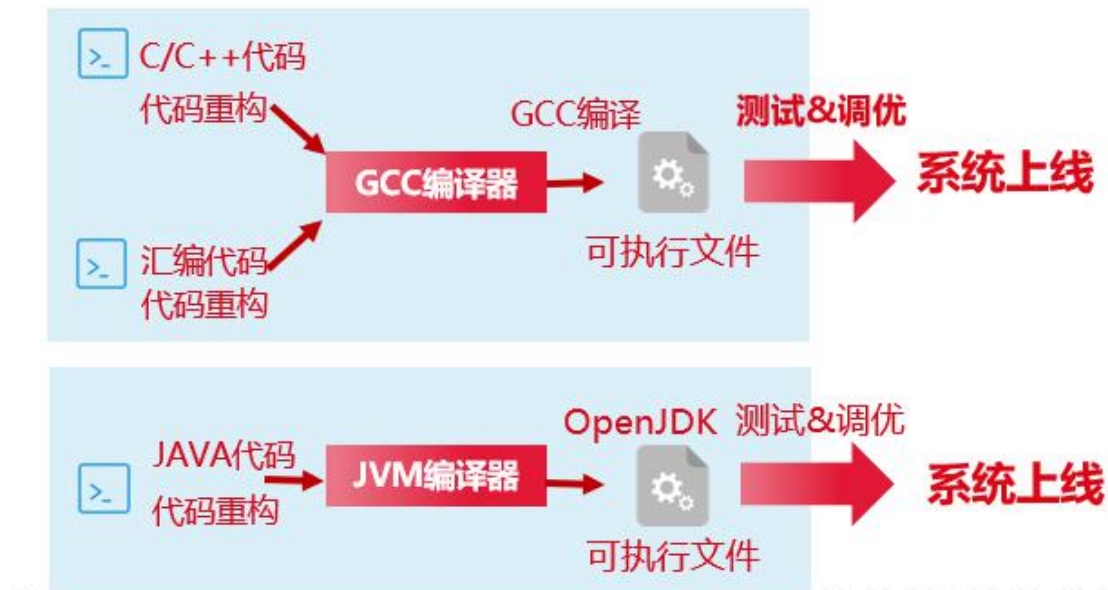 C/C++代码
代码重构
GCC编译
测试&调优
GCC编译器
系统上线
可执行文件
汇编代码
代码重构
OpenJDK 测试&调优
JAVA代码
JVM编译器
系统上线
代码重构
可执行文件